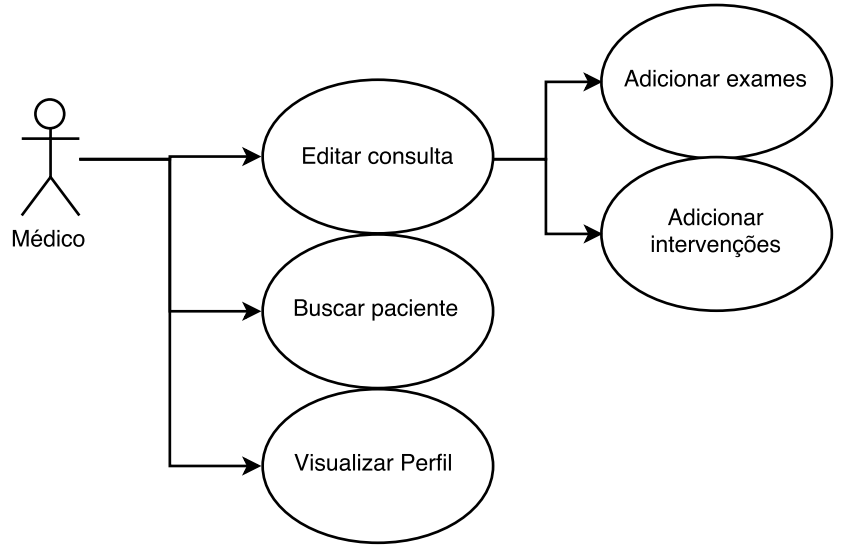 Médico
Editar consulta
Buscar paciente
Visualizar Perfil
Adicionar exames
Adicionar
intervenções